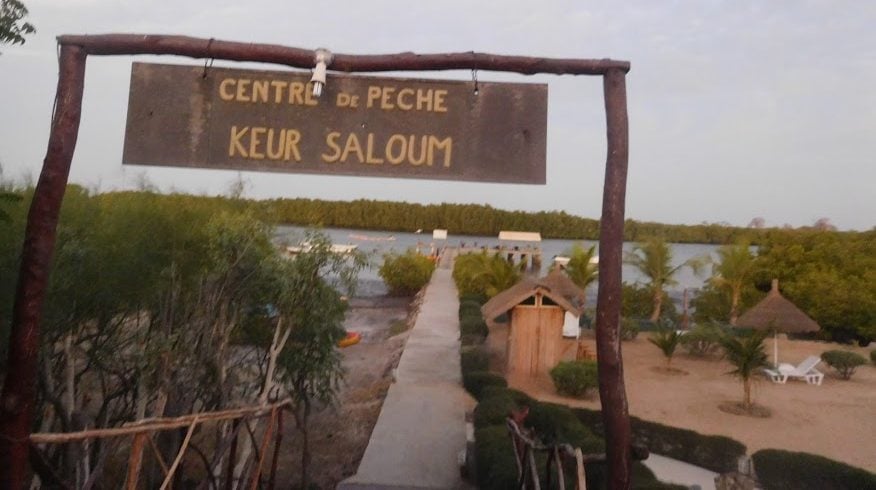 CENTRE DE PECHE
KEUR SALOUM